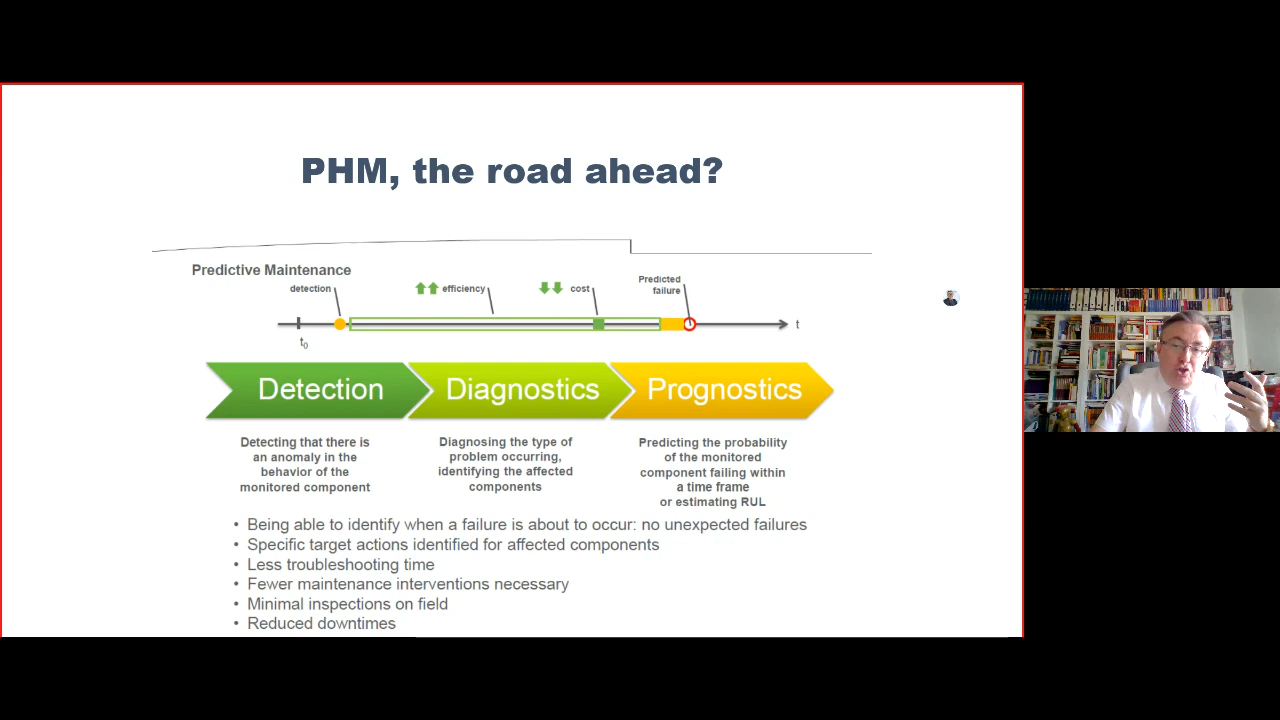 PHM, the road ahead?
Predictive Maintenance
detection
efficiency
cost
Predicted
failure
t
t0
Detection
Diagnostics
Prognostics
Detecting that there is
an anomaly in the
behavior of the
monitored component
Diagnosing the type of
problem occurring,
identifying the affected
components
Predicting the probability
of the monitored
component failing within
a time frame
or estimating RUL
• Being able to identify when a failure is about to occur: no unexpected failures
• Specific target actions identified for affected components
• Less troubleshooting time
• Fewer maintenance interventions necessary
• Minimal inspections on field
• Reduced downtimes